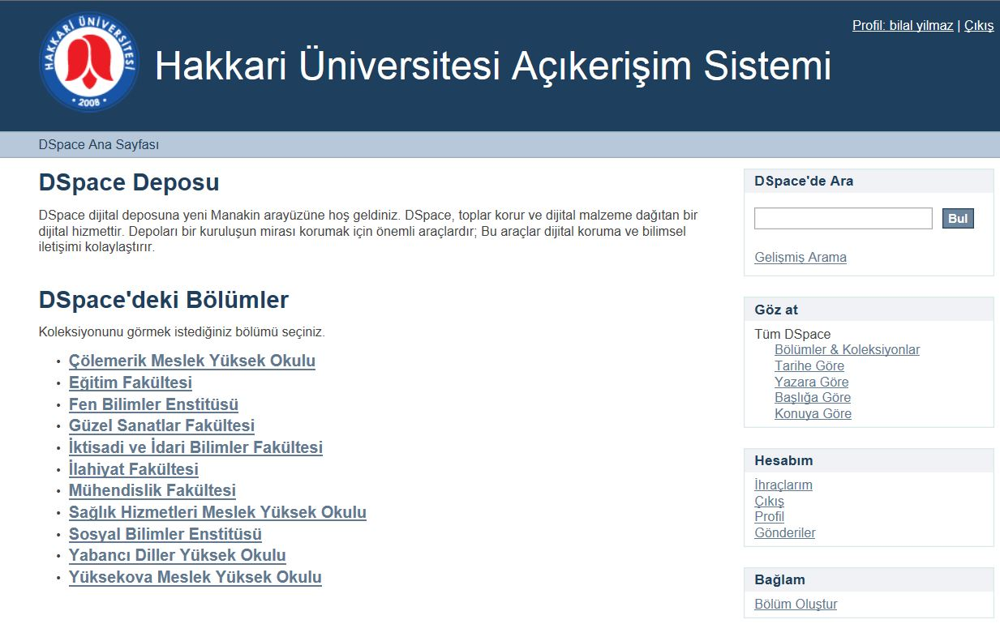 HAKKARİ ÜNİVERSİTESİ
• 2008 •
Profil: bilal yilmaz | Çıkış
Hakkari Üniversitesi Açıkerişim Sistemi
DSpace Ana Sayfası
DSpace Deposu
DSpace dijital deposuna yeni Manakin arayüzüne hoş geldiniz. DSpace, toplar korur ve dijital malzeme dağıtan bir
dijital hizmettir. Depoları bir kuruluşun mirası korumak için önemli araçlardır; Bu araçlar dijital koruma ve bilimsel
iletişimi kolaylaştırır.
DSpace'deki Bölümler
Koleksiyonunu görmek istediğiniz bölümü seçiniz.
• Çölemerik Meslek Yüksek Okulu
• Eğitim Fakültesi
• Fen Bilimler Enstitüsü
• Güzel Sanatlar Fakültesi
• İktisadi ve İdari Bilimler Fakültesi
• İlahiyat Fakültesi
• Mühendislik Fakültesi
• Sağlık Hizmetleri Meslek Yüksek Okulu
• Sosyal Bilimler Enstitüsü
• Yabancı Diller Yüksek Okulu
• Yüksekova Meslek Yüksek Okulu
DSpace'de Ara
Bul
Gelişmiş Arama
Göz at
Tüm DSpace
Bölümler & Koleksiyonlar
Tarihe Göre
Yazara Göre
Başlığa Göre
Konuya Göre
Hesabım
İhraçlarım
Çıkış
Profil
Gönderiler
Bağlam
Bölüm Oluştur